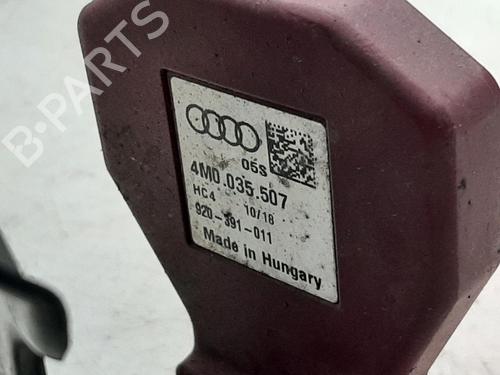 B-PARTS
05S
4M0.035.507
HC4 10/18
920-391-011
Made in Hungary